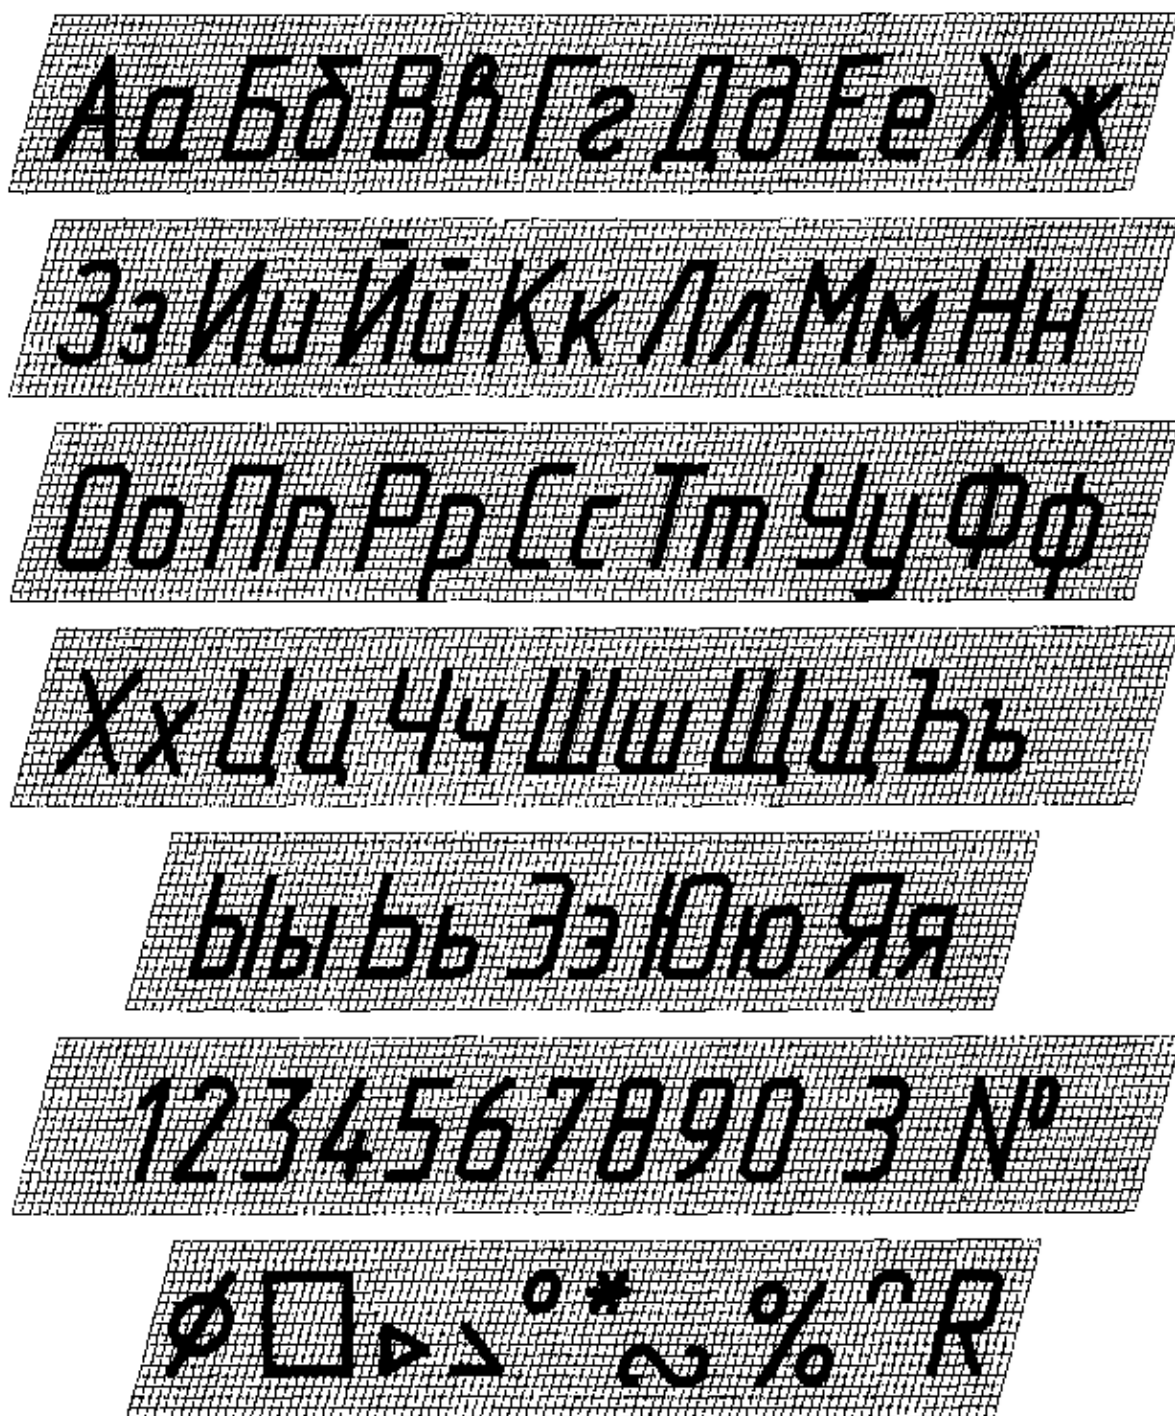 Аа Бб Вв Гг Дд Ее Жж
Зз Ии Йй Кк Лл Мм Нн
Оо Пп Рр Сс Тт Уу Фф
Хх Цц Чч Шш Щщ Ъъ
Ыы Ьь Ээ Юю Яя
1234567890 3 №
⌀ □ ▷ ∠ ° * ~ % ⌒ R